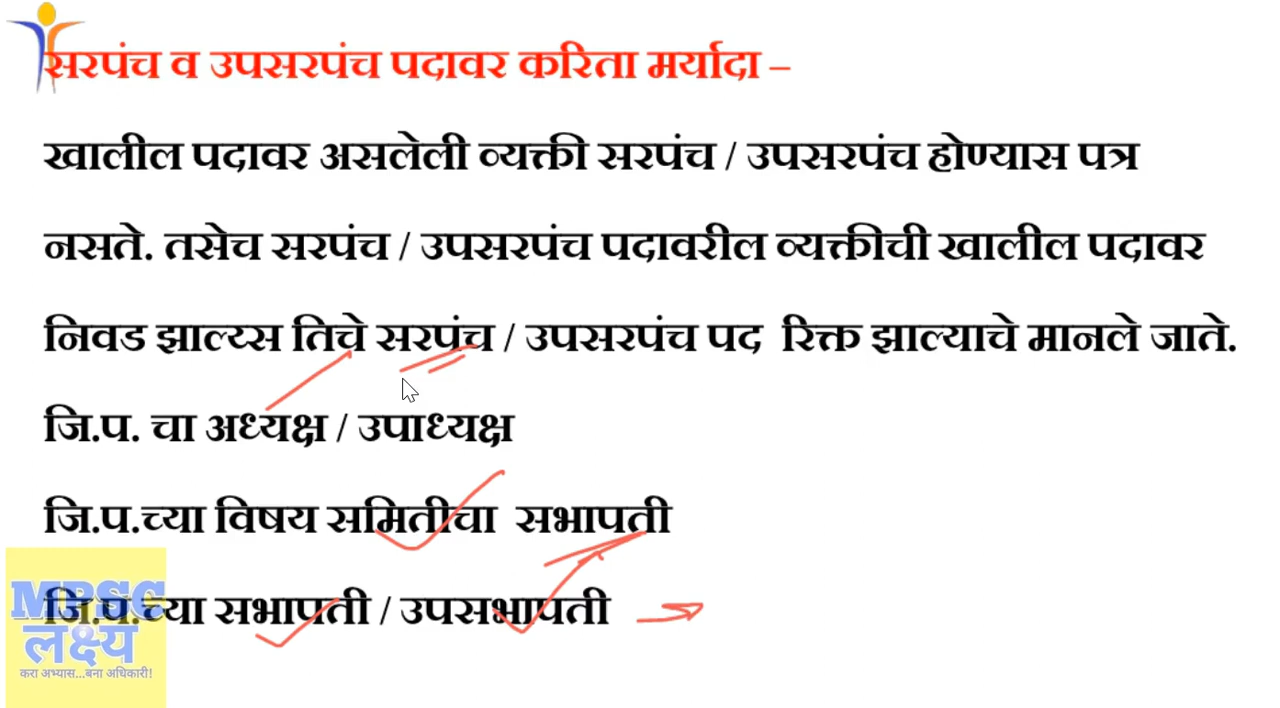 सरपंच व उपसरपंच पदावर करिता मर्यादा –
खालील पदावर असलेली व्यक्ती सरपंच / उपसरपंच होण्यास पत्र
नसते. तसेच सरपंच / उपसरपंच पदावरील व्यक्तीची खालील पदावर
निवड झाल्यस तिचे सरपंच / उपसरपंच पद रिक्त झाल्याचे मानले जाते.
जि.प. चा अध्यक्ष / उपाध्यक्ष
जि.प.च्या विषय समितीचा सभापती
जि.प.च्या सभापती / उपसभापती
MPSC
लक्ष्य
करा अभ्यास...बना अधिकारी!